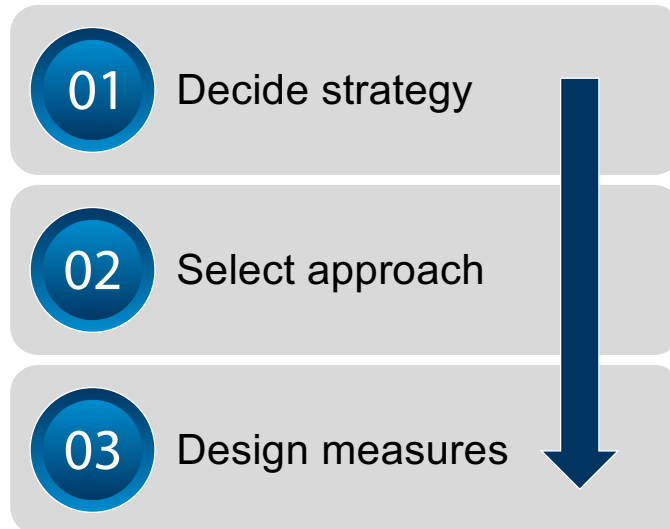 01 Decide strategy
02 Select approach
03 Design measures